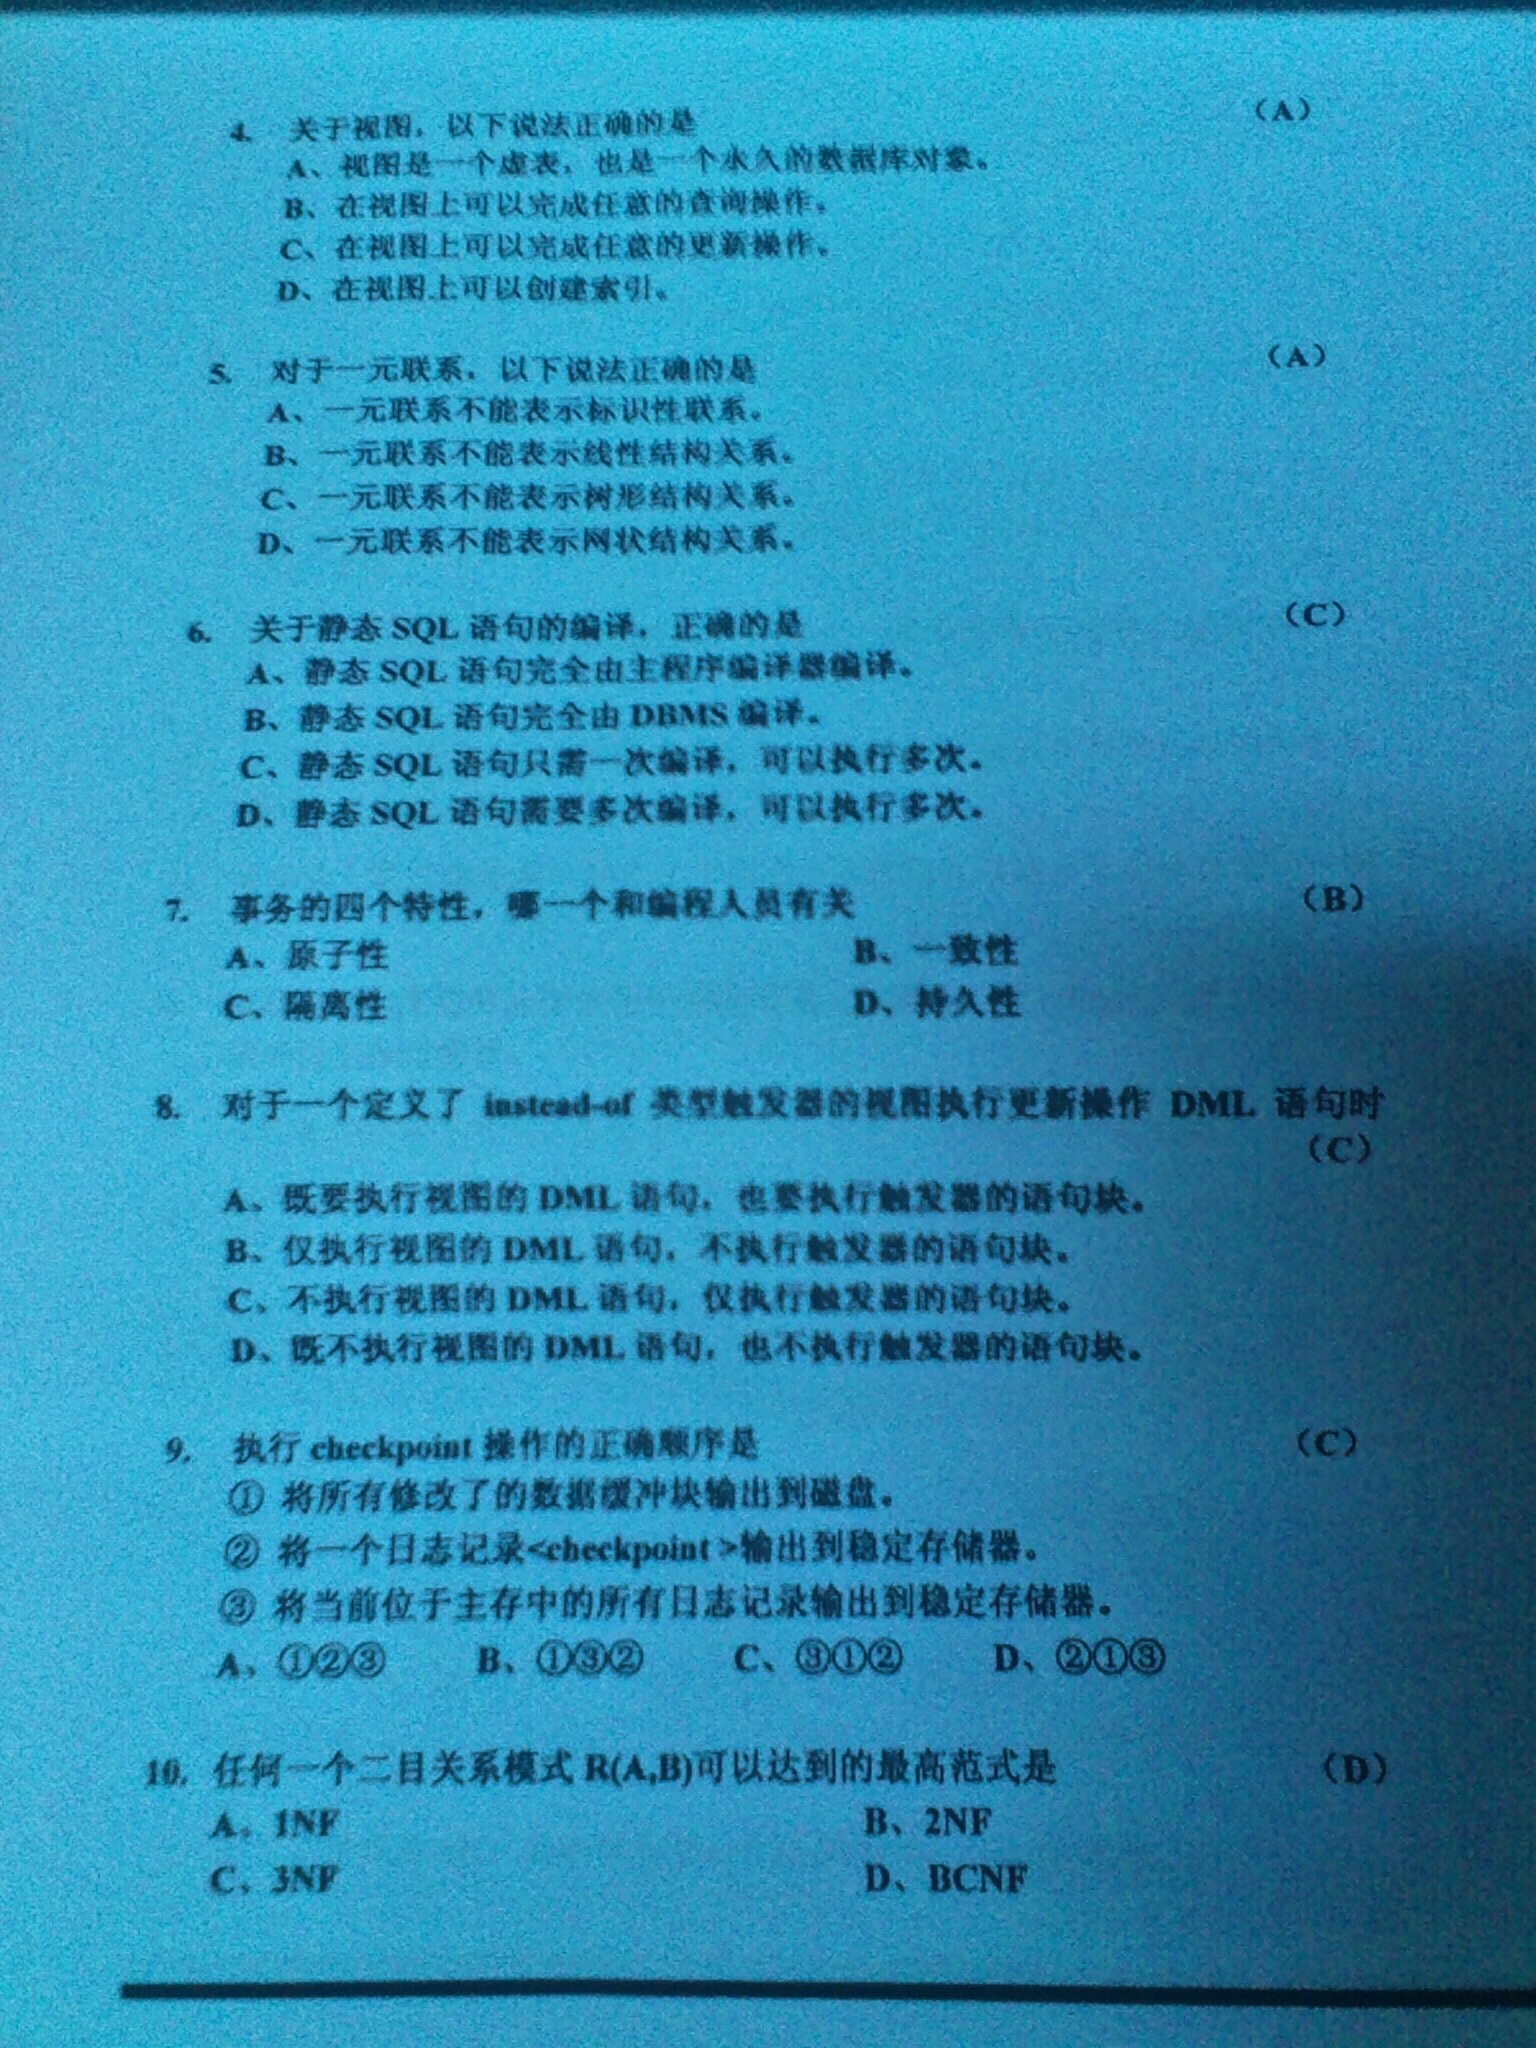 4. 关于视图，以下说法正确的是 （A）
A、视图是一个虚表，也是一个永久的数据库对象。
B、在视图上可以完成任意的查询操作。
C、在视图上可以完成任意的更新操作。
D、在视图上可以创建索引。
5. 对于一元联系，以下说法正确的是 （A）
A、一元联系不能表示标识性联系。
B、一元联系不能表示线性结构关系。
C、一元联系不能表示树形结构关系。
D、一元联系不能表示网状结构关系。
6. 关于静态 SQL 语句的编译，正确的是 （C）
A、静态 SQL 语句完全由主程序编译器编译。
B、静态 SQL 语句完全由 DBMS 编译。
C、静态 SQL 语句只需一次编译，可以执行多次。
D、静态 SQL 语句需要多次编译，可以执行多次。
7. 事务的四个特性，哪一个和编程人员有关 （B）
A、原子性 B、一致性
C、隔离性 D、持久性
8. 对于一个定义了 instead-of 类型触发器的视图执行更新操作 DML 语句时
（C）
A、既要执行视图的 DML 语句，也要执行触发器的语句块。
B、仅执行视图的 DML 语句，不执行触发器的语句块。
C、不执行视图的 DML 语句，仅执行触发器的语句块。
D、既不执行视图的 DML 语句，也不执行触发器的语句块。
9. 执行 checkpoint 操作的正确顺序是 （C）
① 将所有修改了的数据缓冲块输出到磁盘。
② 将一个日志记录<checkpoint >输出到稳定存储器。
③ 将当前位于主存中的所有日志记录输出到稳定存储器。
A、①②③ B、①③② C、③①② D、②①③
10. 任何一个二目关系模式 R(A,B)可以达到的最高范式是 （D）
A、1NF B、2NF
C、3NF D、BCNF